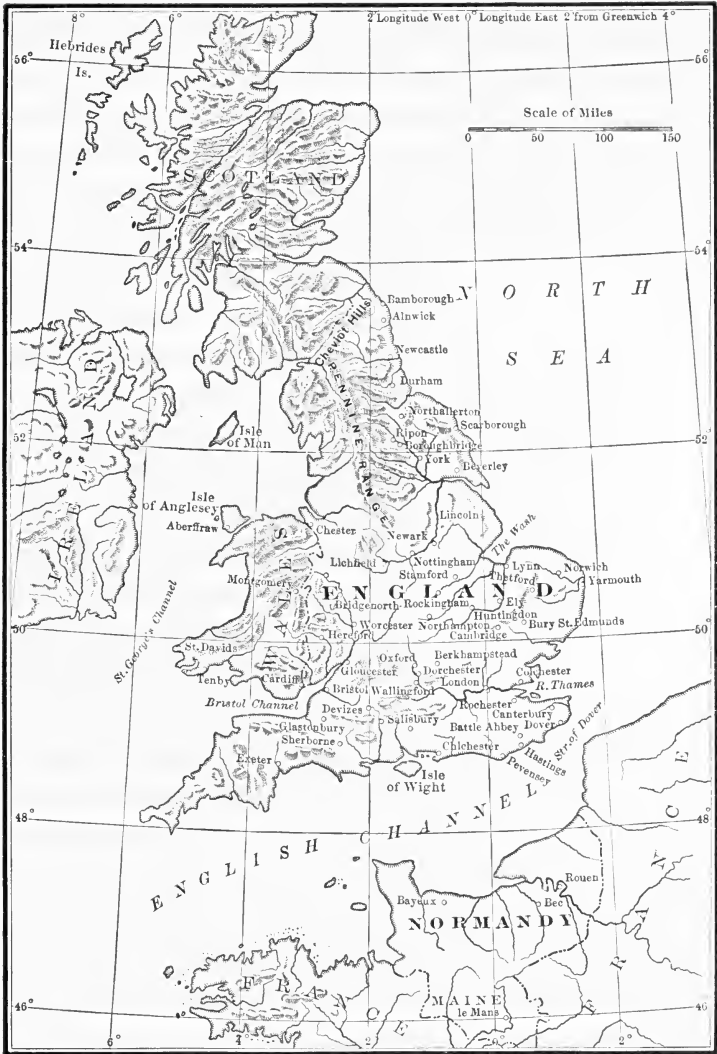 8°
2° Longitude West 0° Longitude East 2° from Greenwich 4°
Hebrides
Is.
56°
56°
Scale of Miles
0 50 100 150
SCOTLAND
54°
54°
NORTH
SEA
Bamborough
Alnwick
Cheviot Hills
Newcastle
Durham
PENNINE RANGE
Northallerton
Scarborough
Isle
of Man
Ripon
Boroughbridge
York
Beverley
52°
52°
IRELAND
Isle
of Anglesey
Aberffraw
Chester
Lincoln
Newark
The Wash
Lichfield
Nottingham
Stamford
Lynn
Norwich
Thetford
Yarmouth
Montgomery
WALES
ENGLAND
Bridgenorth
Rockingham
Ely
Huntingdon
Bury St. Edmunds
Worcester
Northampton
Cambridge
Hereford
50°
50°
St. George's Channel
St. Davids
Oxford
Berkhampstead
Gloucester
Dorchester
Colchester
Tenby
Cardiff
London
R. Thames
Bristol
Wallingford
Bristol Channel
Rochester
Canterbury
Devizes
Battle Abbey
Dover
Str. of Dover
Glastonbury
Salisbury
Sherborne
Chichester
Hastings
Pevensey
Exeter
Isle
of Wight
48°
48°
ENGLISH CHANNEL
Rouen
Bayeux
Bec
NORMANDY
FRANCE
MAINE
le Mans
FRANCE
46°
46
6°
4°
2°
0°
2°